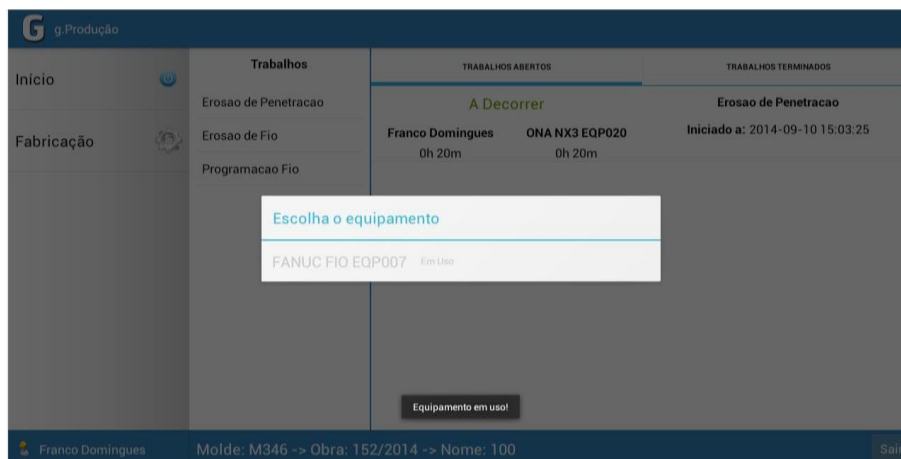 G g.Produção
Início
Fabricação
Trabalhos
Erosao de Penetracao
Erosao de Fio
Programacao Fio
TRABALHOS ABERTOS
TRABALHOS TERMINADOS
A Decorrer
Franco Domingues ONA NX3 EQP020
0h 20m 0h 20m
Erosao de Penetracao
Iniciado a: 2014-09-10 15:03:25
Escolha o equipamento
FANUC FIO EQP007 Em Uso
Equipamento em uso!
Franco Domingues
Molde: M346 -> Obra: 152/2014 -> Nome: 100
Sai